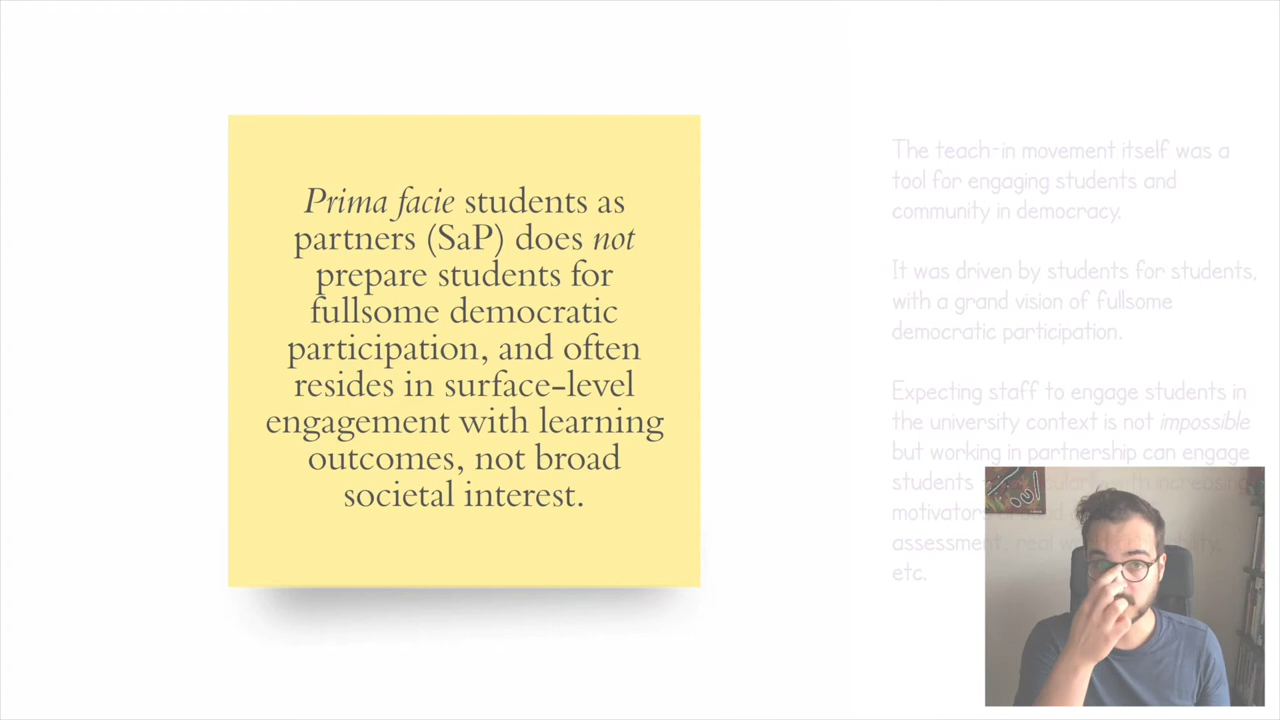 Prima facie students as
partners (SaP) does not
prepare students for
fullsome democratic
participation, and often
resides in surface-level
engagement with learning
outcomes, not broad
societal interest.
The teach-in movement itself was a
tool for engaging students and
community in democracy.
It was driven by students for students,
with a grand vision of fullsome
democratic participation.
Expecting staff to engage students in
the university context is not impossible
but working in partnership can engage
students with increasing
motivators
assessment, real
etc.